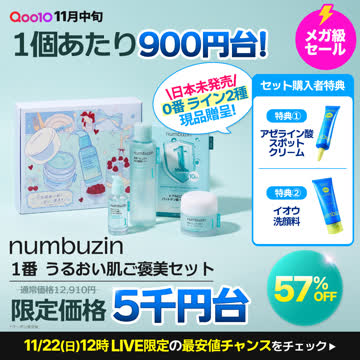 Qoo10 11月中旬
1個あたり900円台!
メガ級
セール
日本未発売
0番 ライン2種
現品贈呈!
セット購入者特典
特典①
アゼライン酸
スポット
クリーム
特典②
イオウ
洗顔料
numbuzin
numbuzin
1番 うるおい肌ご褒美セット
通常価格12,910円
限定価格 5千円台
57%OFF
11/22(日)12時 LIVE限定の最安値チャンスをチェック